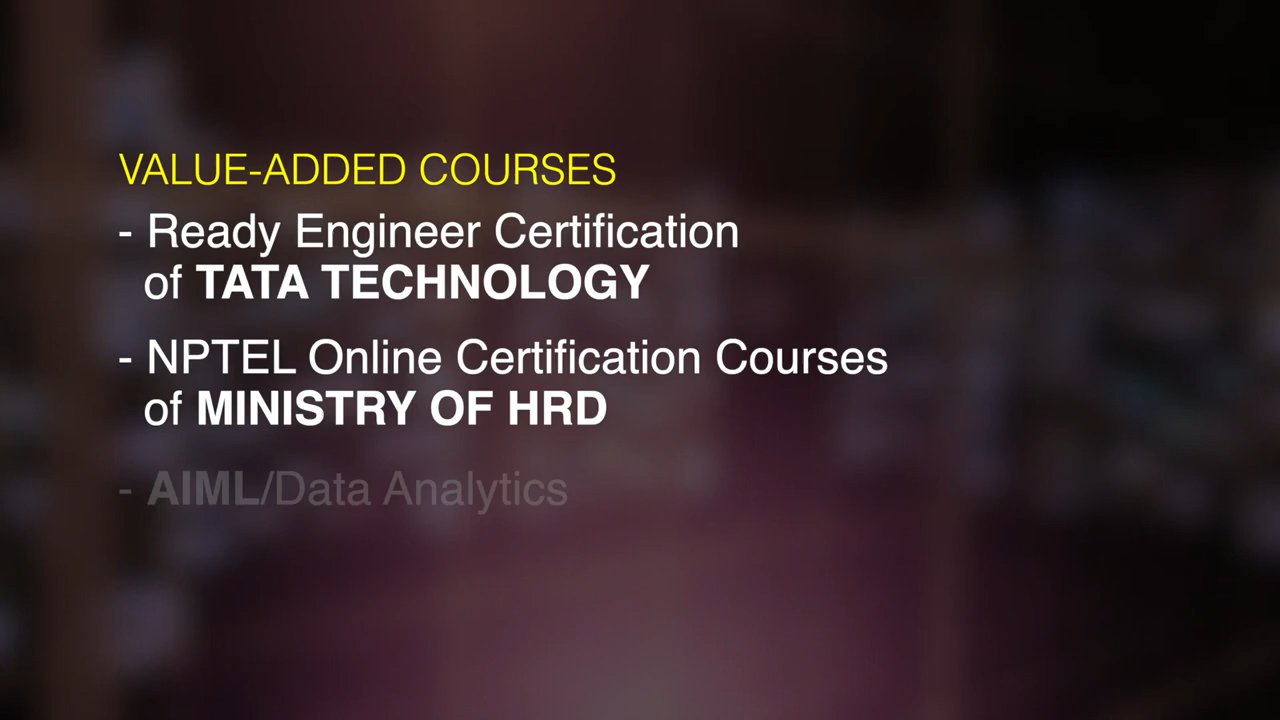 VALUE-ADDED COURSES
- Ready Engineer Certification
of TATA TECHNOLOGY
- NPTEL Online Certification Courses
of MINISTRY OF HRD
- AIML/Data Analytics